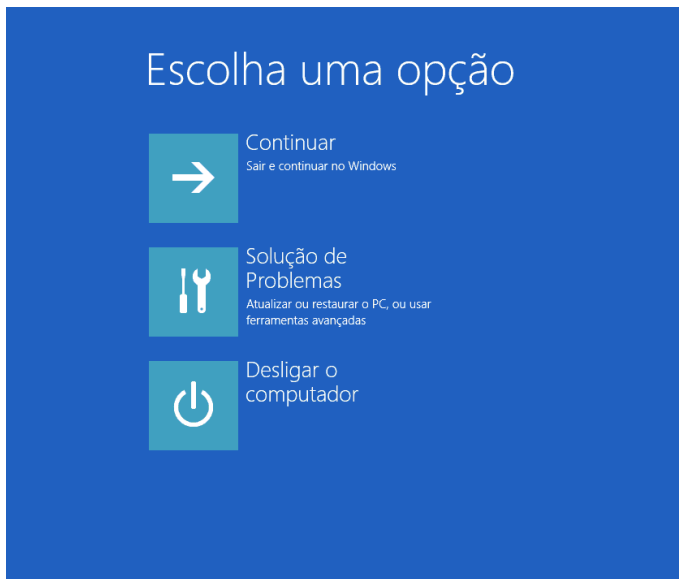 Escolha uma opção
Continuar
Sair e continuar no Windows
Solução de
Problemas
Atualizar ou restaurar o PC, ou usar
ferramentas avançadas
Desligar o
computador